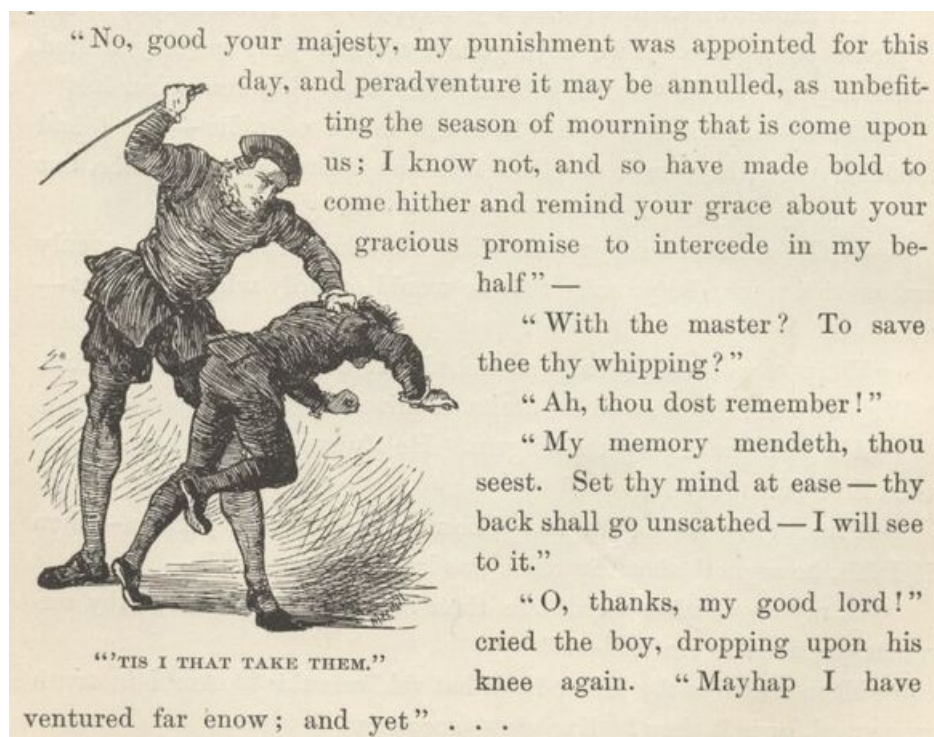 “No, good your majesty, my punishment was appointed for this
day, and peradventure it may be annulled, as unbefit-
ting the season of mourning that is come upon
us; I know not, and so have made bold to
come hither and remind your grace about your
gracious promise to intercede in my be-
half”—
“With the master? To save
thee thy whipping?”
“Ah, thou dost remember!”
“My memory mendeth, thou
seest. Set thy mind at ease—thy
back shall go unscathed—I will see
to it.”
“O, thanks, my good lord!”
cried the boy, dropping upon his
knee again. “Mayhap I have
ventured far enow; and yet” . . .
“’TIS I THAT TAKE THEM.”